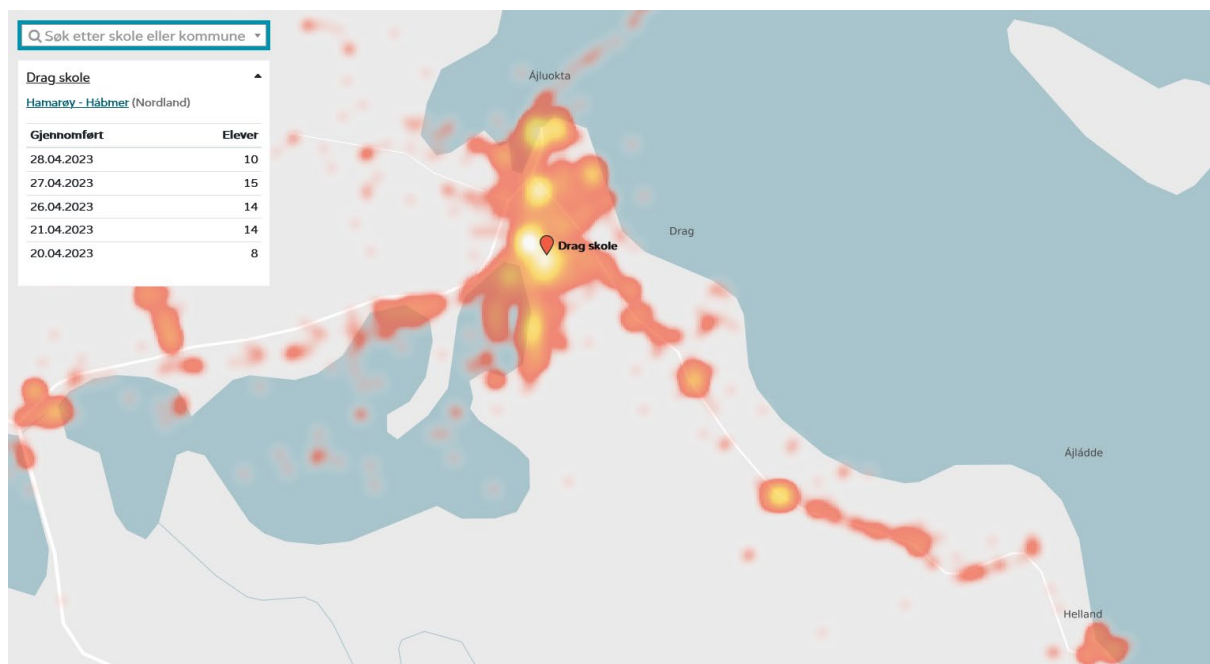 Søk etter skole eller kommune
Drag skole
Hamarøy - Hábmer (Nordland)
Gjennomført Elever
28.04.2023 10
27.04.2023 15
26.04.2023 14
21.04.2023 14
20.04.2023 8
Ájluokta
Drag
Drag skole
Ájládde
Helland